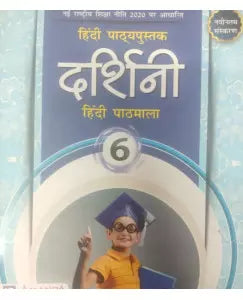 नई राष्ट्रीय शिक्षा नीति 2020 पर आधारित
नवीनतम
संस्करण
हिंदी पाठ्यपुस्तक
दर्शिनी
हिंदी पाठमाला
6